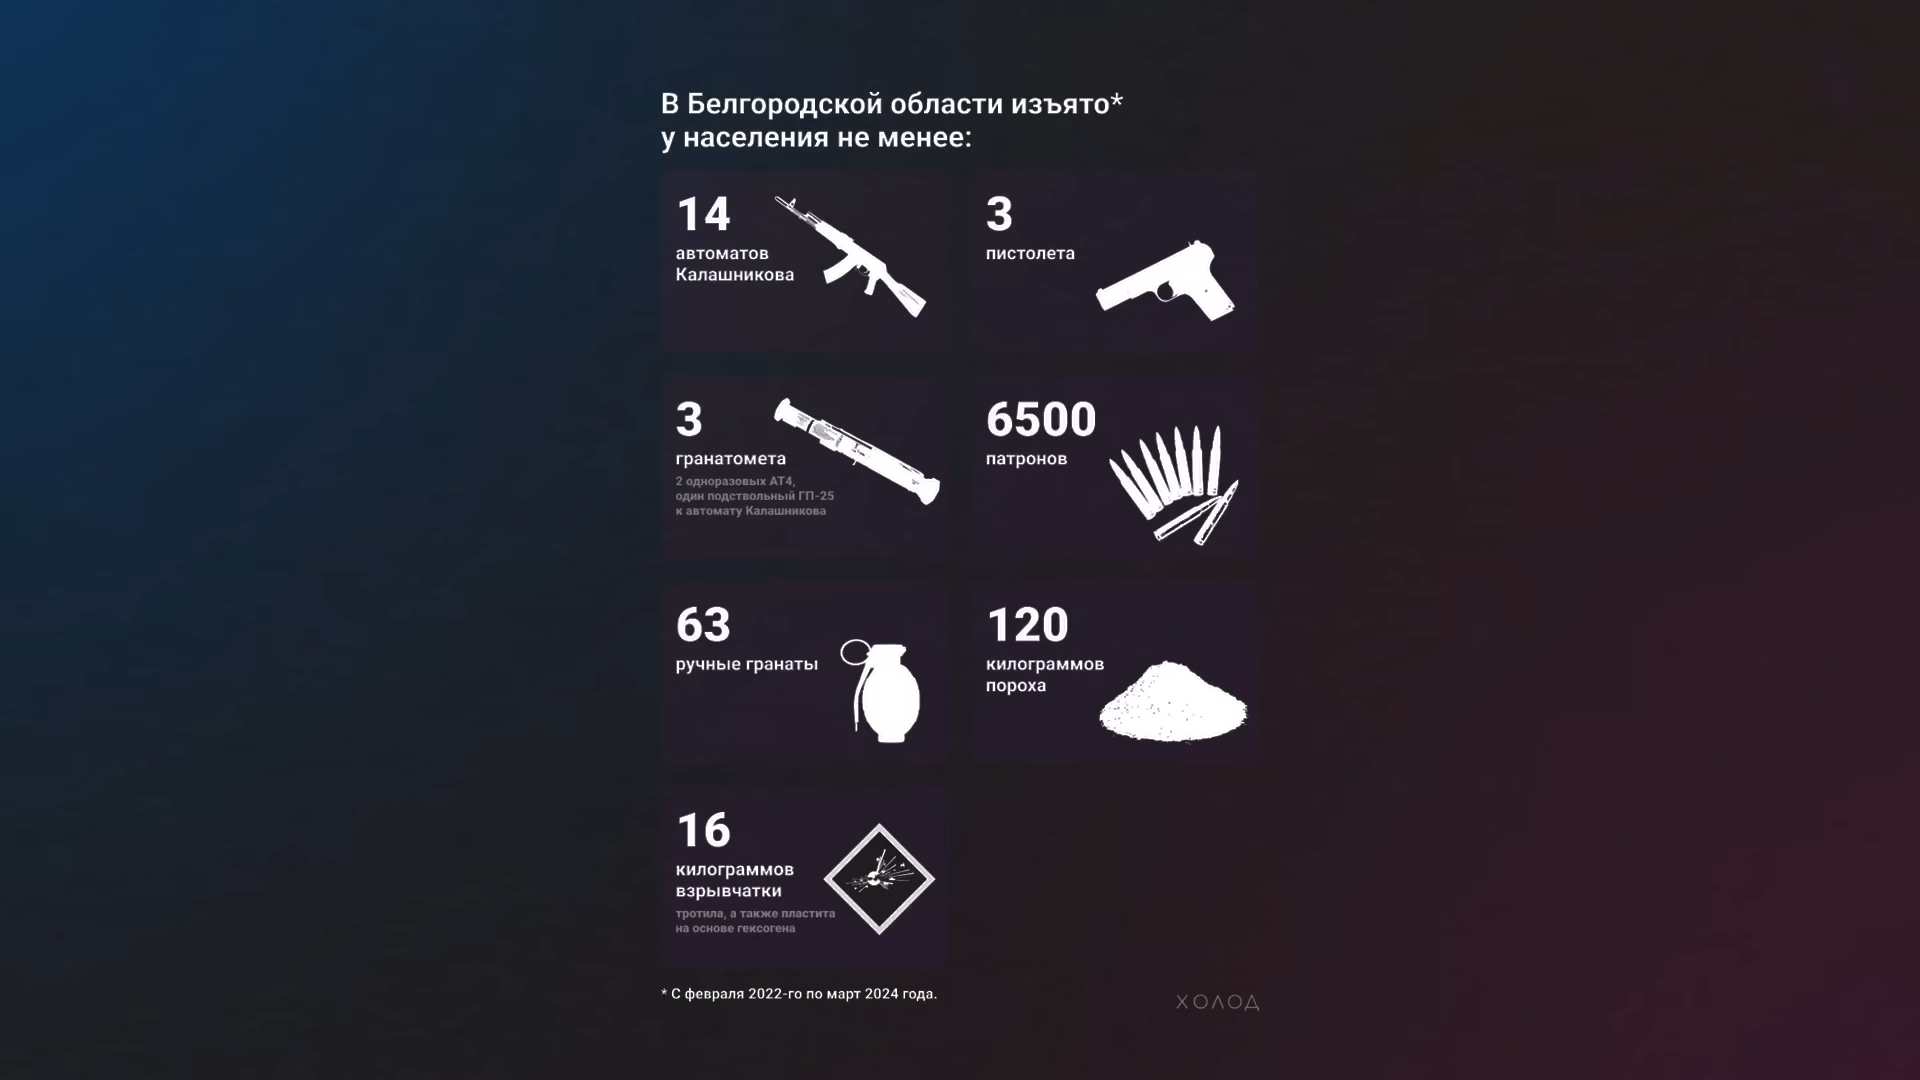 В Белгородской области изъято*
у населения не менее:
14
автоматов
Калашникова
3
пистолета
3
гранатомета
2 одноразовых АТ4,
один подствольный ГП-25
к автомату Калашникова
6500
патронов
63
ручные гранаты
120
килограммов
пороха
16
килограммов
взрывчатки
тротила, а также пластита
на основе гексогена
* С февраля 2022-го по март 2024 года.
ХОЛОД